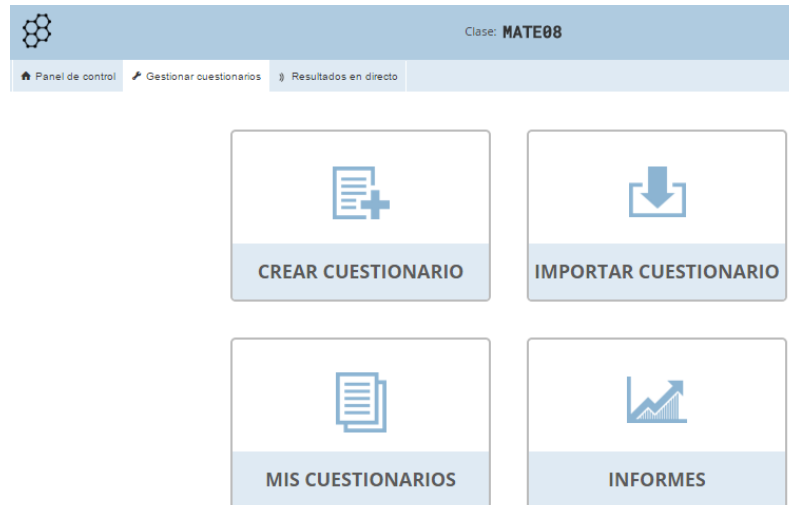 Clase: MATE08
Panel de control Gestionar cuestionarios Resultados en directo
CREAR CUESTIONARIO IMPORTAR CUESTIONARIO
MIS CUESTIONARIOS INFORMES